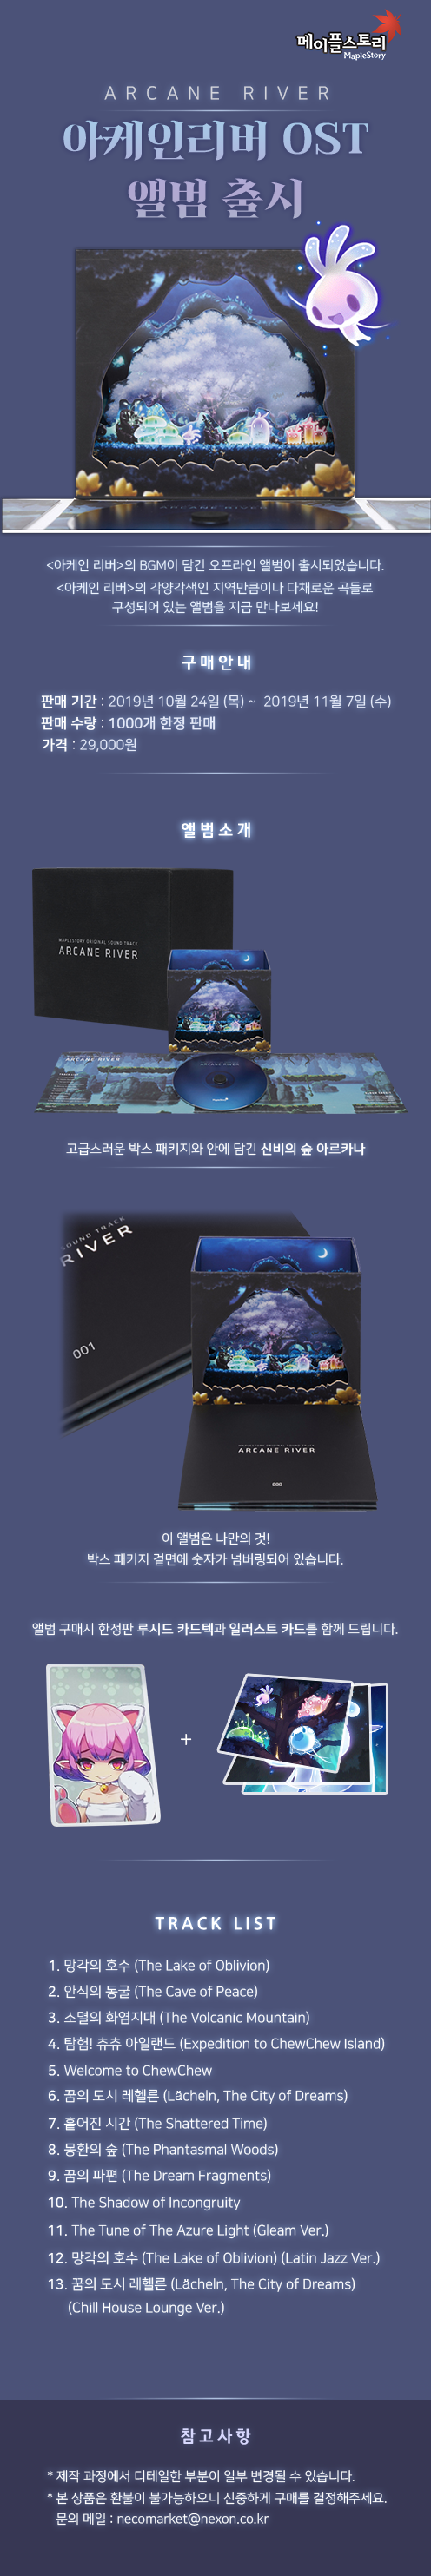 메이플스토리
MapleStory
ARCANE RIVER
아케인리버 OST
앨범 출시
<아케인 리버>의 BGM이 담긴 오프라인 앨범이 출시되었습니다.
<아케인 리버>의 각양각색인 지역만큼이나 다채로운 곡들로
구성되어 있는 앨범을 지금 만나보세요!
구매안내
판매 기간 : 2019년 10월 24일 (목) ~ 2019년 11월 7일 (수)
판매 수량 : 1000개 한정 판매
가격 : 29,000원
앨범소개
MAPLESTORY ORIGINAL SOUND TRACK
ARCANE RIVER
ARCANE RIVER
ARCANE RIVER
고급스러운 박스 패키지와 안에 담긴 신비의 숲 아르카나
SOUND TRACK
RIVER
001
MAPLESTORY ORIGINAL SOUND TRACK
ARCANE RIVER
000
이 앨범은 나만의 것!
박스 패키지 겉면에 숫자가 넘버링되어 있습니다.
앨범 구매시 한정판 루시드 카드텍과 일러스트 카드를 함께 드립니다.
+
TRACK LIST
1. 망각의 호수 (The Lake of Oblivion)
2. 안식의 동굴 (The Cave of Peace)
3. 소멸의 화염지대 (The Volcanic Mountain)
4. 탐험! 츄츄 아일랜드 (Expedition to ChewChew Island)
5. Welcome to ChewChew
6. 꿈의 도시 레헬른 (Lächeln, The City of Dreams)
7. 흩어진 시간 (The Shattered Time)
8. 몽환의 숲 (The Phantasmal Woods)
9. 꿈의 파편 (The Dream Fragments)
10. The Shadow of Incongruity
11. The Tune of The Azure Light (Gleam Ver.)
12. 망각의 호수 (The Lake of Oblivion) (Latin Jazz Ver.)
13. 꿈의 도시 레헬른 (Lächeln, The City of Dreams)
(Chill House Lounge Ver.)
참고사항
* 제작 과정에서 디테일한 부분이 일부 변경될 수 있습니다.
* 본 상품은 환불이 불가능하오니 신중하게 구매를 결정해주세요.
문의 메일 : necomarket@nexon.co.kr